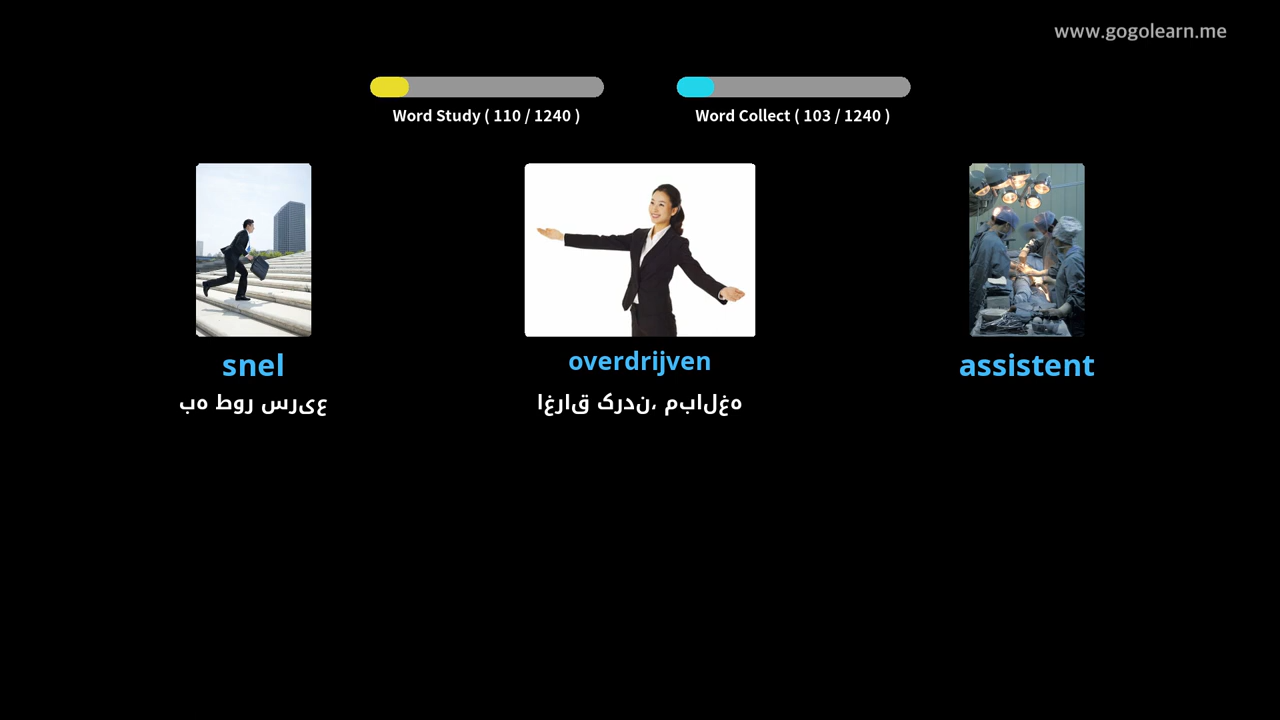 www.gogolearn.me
Word Study ( 110 / 1240 )
Word Collect ( 103 / 1240 )
snel
به طور سریع
overdrijven
اغراق کردن، مبالغه
assistent